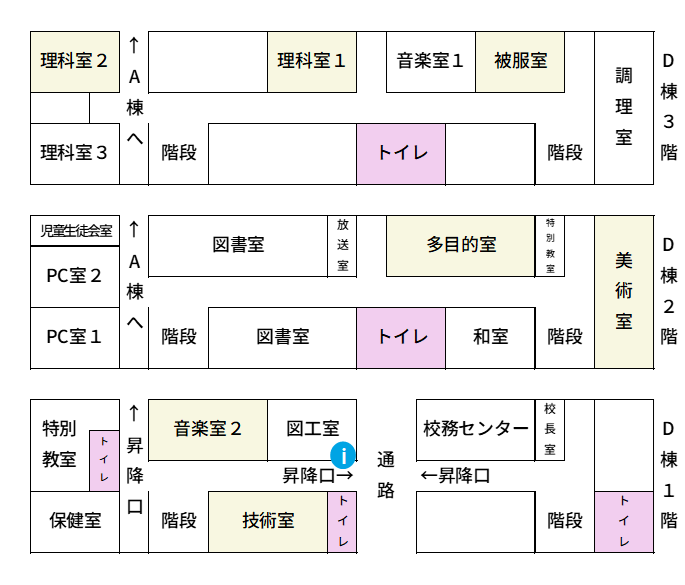 理科室２
↑A棟へ
理科室１
音楽室１
被服室
調理室
D棟３階
理科室３
階段
トイレ
階段
児童生徒会室
↑A棟へ
図書室
放送室
多目的室
特別教室
美術室
D棟２階
PC室２
PC室１
階段
図書室
トイレ
和室
階段
特別
教室
トイレ
↑昇降口
音楽室２
図工室
i
昇降口→
通路
校務センター
校長室
←昇降口
D棟１階
保健室
階段
技術室
トイレ
階段
トイレ